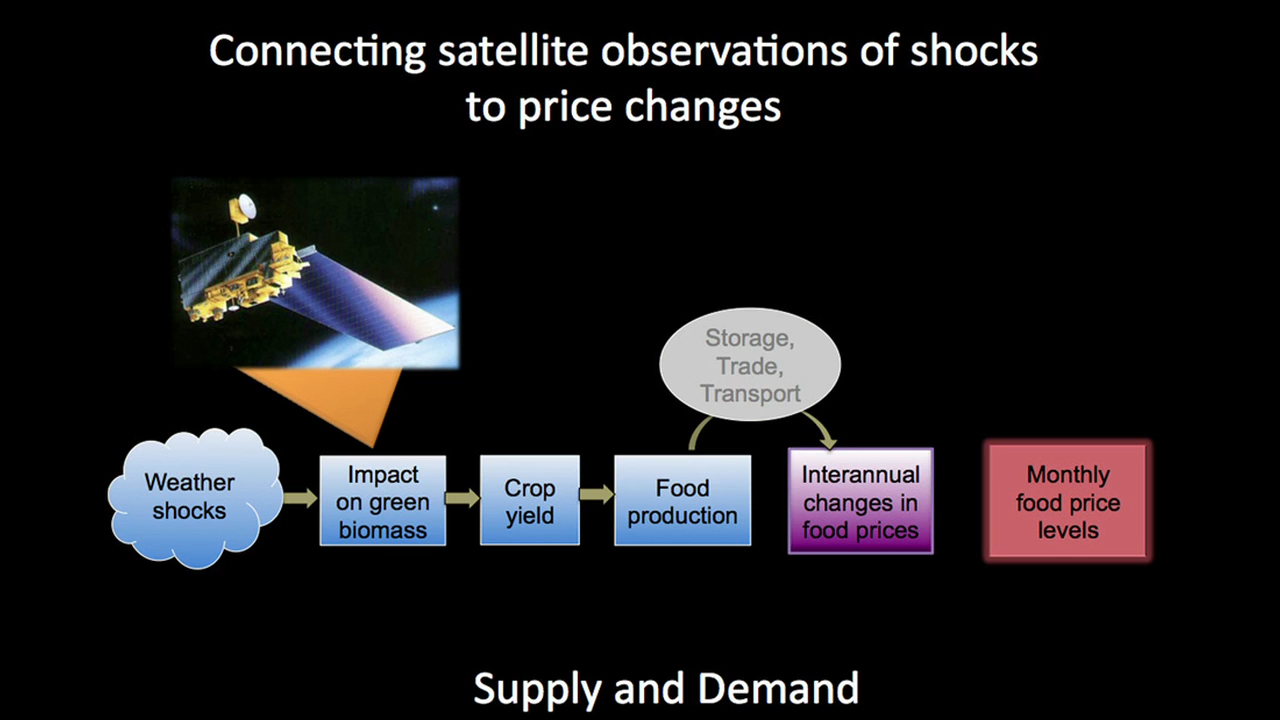 Connecting satellite observations of shocks
to price changes
Storage,
Trade,
Transport
Weather
shocks
Impact
on green
biomass
Crop
yield
Food
production
Interannual
changes in
food prices
Monthly
food price
levels
Supply and Demand